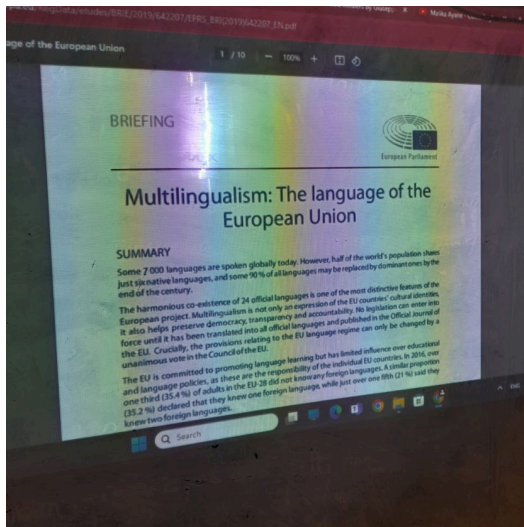 /etudes/BRIE/2019/642207/EPRS_BRI(2019)642207_EN.pdf
age of the European Union
1 / 10 − 100% +
BRIEFING
European Parliament
Multilingualism: The language of the
European Union
SUMMARY
Some 7 000 languages are spoken globally today. However, half of the world's population shares
just six native languages, and some 90 % of all languages may be replaced by dominant ones by the
end of the century.
The harmonious co-existence of 24 official languages is one of the most distinctive features of the
European project. Multilingualism is not only an expression of the EU countries' cultural identities,
it also helps preserve democracy, transparency and accountability. No legislation can enter into
force until it has been translated into all official languages and published in the Official Journal of
the EU. Crucially, the provisions relating to the EU language regime can only be changed by a
unanimous vote in the Council of the EU.
The EU is committed to promoting language learning but has limited influence over educational
and language policies, as these are the responsibility of the individual EU countries. In 2016, over
one third (35.4 %) of adults in the EU-28 did not know any foreign languages. A similar proportion
(35.2 %) declared that they knew one foreign language, while just over one fifth (21 %) said they
knew two foreign languages.
Search
ENG